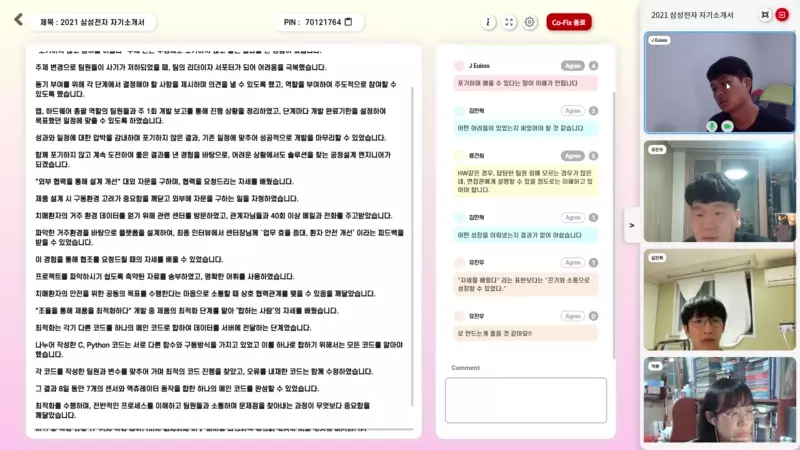 제목 : 2021 삼성전자 자기소개서
PIN : 70121764
Co-Fix 종료
2021 삼성전자 자기소개서
주제 변경으로 팀원들이 사기가 저하되었을 때, 팀의 리더이자 서포터가 되어 어려움을 극복했습니다.
동기 부여를 위해 각 단계에서 결정해야 할 사항을 제시하며 의견을 낼 수 있도록 했고, 역할을 부여하여 주도적으로 참여할 수
있도록 했습니다.
앱, 하드웨어 총괄 역할의 팀원들과 주 1회 개발 보고를 통해 진행 상황을 정리하였고, 단계마다 개발 완료기한을 설정하여
목표했던 일정에 맞출 수 있도록 하였습니다.
성과와 일정에 대한 압박을 감내하며 포기하지 않은 결과, 기존 일정에 맞추어 성공적으로 개발을 마무리할 수 있었습니다.
함께 포기하지 않고 계속 도전하여 좋은 결과를 낸 경험을 바탕으로, 어려운 상황에서도 솔루션을 찾는 공정설계 엔지니어가
되겠습니다.
"외부 협력을 통해 설계 개선" 대외 자문을 구하며, 협력을 요청드리는 자세를 배웠습니다.
제품 설계 시 구동환경 고려가 중요함을 깨닫고 외부에 자문을 구하는 일을 자청하였습니다.
치매환자의 거주 환경 데이터를 얻기 위해 관련 센터를 방문하였고, 관계자님들과 40회 이상 메일과 전화를 주고받았습니다.
파악한 거주환경을 바탕으로 플랫폼을 설계하여, 최종 인터뷰에서 센터장님께 '업무 효율 증대, 환자 안전 개선' 이라는 피드백을
받을 수 있었습니다.
이 경험을 통해 협조를 요청드릴 때의 자세를 배울 수 있었습니다.
프로젝트를 파악하시기 쉽도록 축약된 자료를 송부하였고, 명확한 어휘를 사용하였습니다.
치매환자의 안전을 위한 공동의 목표를 수행한다는 마음으로 소통할 때 상호 협력관계를 맺을 수 있음을 깨달았습니다.
"조율을 통해 제품을 최적화하다" 개발 중 제품의 최적화 단계를 맡아 '합하는 사람'의 자세를 배웠습니다.
최적화는 각기 다른 코드를 하나의 메인 코드로 합하여 데이터를 서버에 전달하는 단계였습니다.
나누어 작성한 C, Python 코드는 서로 다른 함수와 구동방식을 가지고 있었고 이를 하나로 합하기 위해서는 모든 코드를 알아야
했습니다.
각 코드를 작성한 팀원과 변수를 맞추어 가며 최적의 코드 진행을 찾았고, 오류를 내재한 코드는 함께 수정하였습니다.
그 결과 8일 동안 7개의 센서와 액츄레이터 동작을 합한 하나의 메인 코드를 완성할 수 있었습니다.
최적화를 수행하며, 전반적인 프로세스를 이해하고 팀원들과 소통하며 문제점을 찾아내는 과정이 무엇보다 중요함을
깨달았습니다.
J Euisss
Agree 4
포기하며 배울 수 있다는 말이 이해가 안됩니다
김민혁
Agree 3
어떤 어려움이 있었는지 써있어야 할 것 같습니다
류건희
Agree 5
HW같은 경우, 담당한 팀원 외에 모르는 경우가 많은
데, 면접관에게 설명할 수 있을 정도로는 이해하고 있
어야 합니다.
김민혁
Agree 1
어떤 성장을 이뤄냈는지 결과가 없어 아쉽습니다
유진우
Agree 1
"자세를 배웠다" 라는 표현보다는 "끈기와 소통으로
성장할 수 있었다."
유진우
Agree 6
로 만드는게 좋을 것 같아요!!
Comment
J Euisss
유진우
김민혁
>